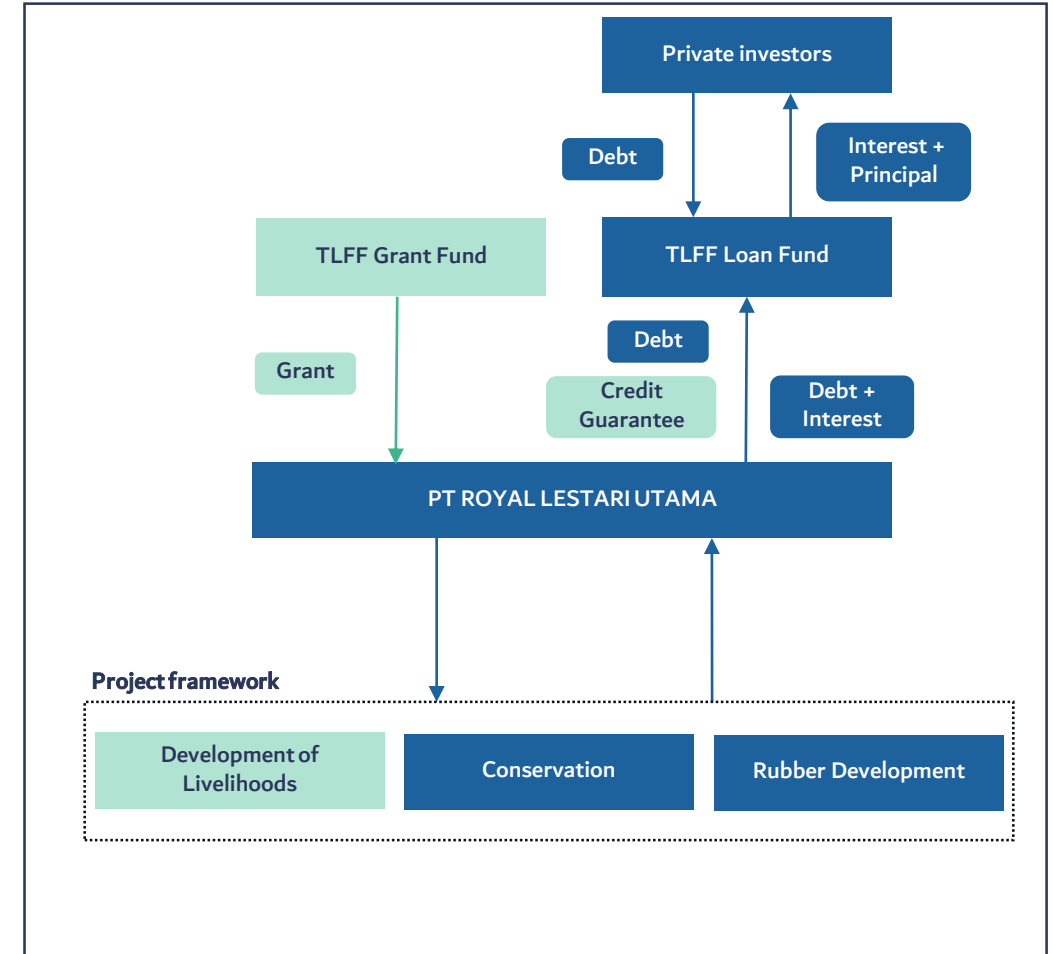 Private investors
Debt
Interest +
Principal
TLFF Grant Fund
TLFF Loan Fund
Debt
Grant
Credit
Guarantee
Debt +
Interest
PT ROYAL LESTARI UTAMA
Project framework
Development of
Livelihoods
Conservation
Rubber Development